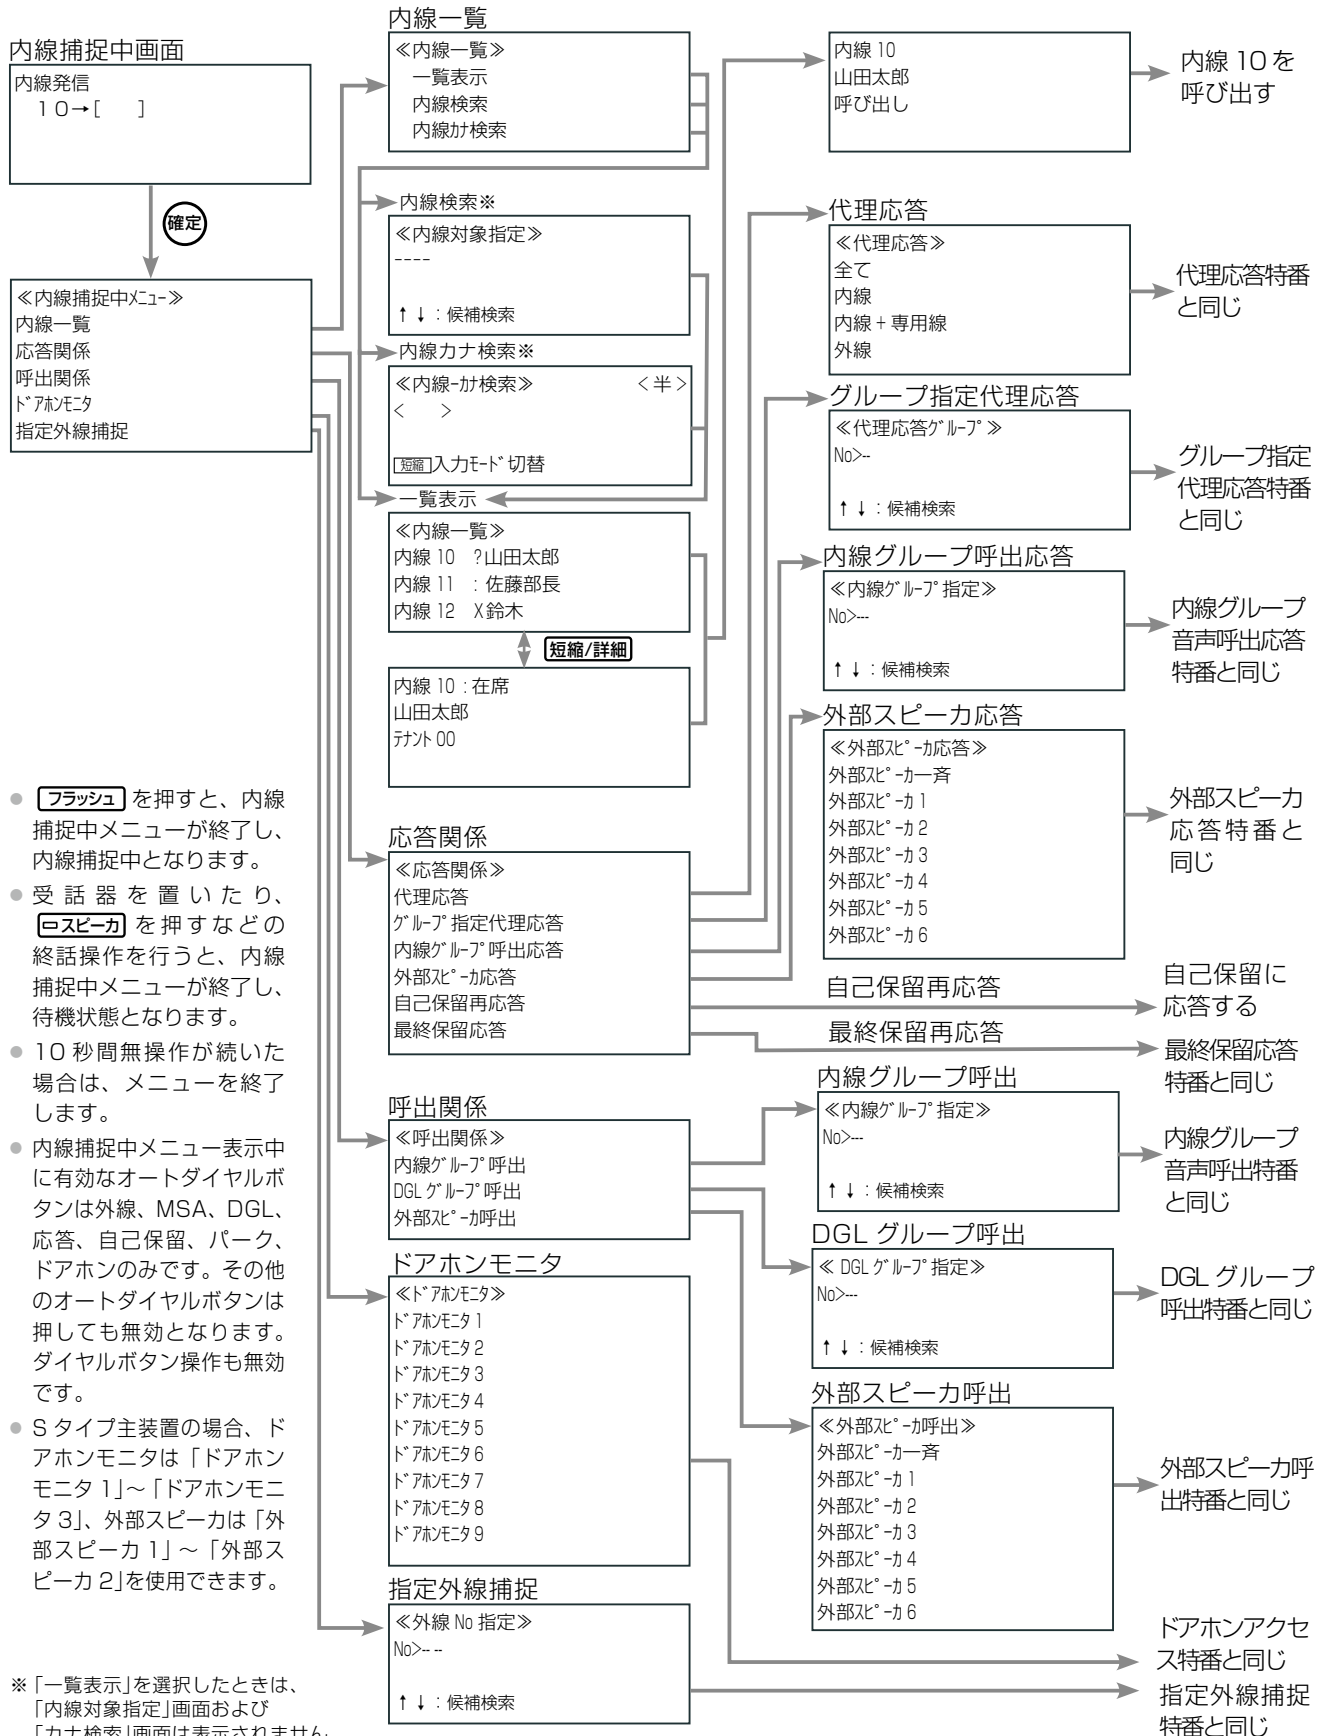 内線捕捉中画面
内線発信
１０→[　]
確定
≪内線捕捉中ﾒﾆｭｰ≫
内線一覧
応答関係
呼出関係
ﾄﾞｱﾎﾝﾓﾆﾀ
指定外線捕捉
● フラッシュ を押すと、内線
捕捉中メニューが終了し、
内線捕捉中となります。
● 受話器を置いたり、
スピーカ を押すなどの
終話操作を行うと、内線
捕捉中メニューが終了し、
待機状態となります。
● 10 秒間無操作が続いた
場合は、メニューを終了
します。
● 内線捕捉中メニュー表示中
に有効なオートダイヤルボ
タンは外線、MSA、DGL、
応答、自己保留、パーク、
ドアホンのみです。その他
のオートダイヤルボタンは
押しても無効となります。
ダイヤルボタン操作も無効
です。
● S タイプ主装置の場合、ド
アホンモニタは「ドアホン
モニタ 1」～「ドアホンモニ
タ 3」、外部スピーカは「外
部スピーカ 1」～「外部ス
ピーカ 2」を使用できます。
※「一覧表示」を選択したときは、
「内線対象指定」画面および
「カナ検索」画面は表示されません
内線一覧
≪内線一覧≫
一覧表示
内線検索
内線ｶﾅ検索
内線検索※
≪内線対象指定≫
----
↑↓：候補検索
内線カナ検索※
≪内線-ｶﾅ検索≫　＜半＞
＜　＞
短縮 入力ﾓｰﾄﾞ切替
一覧表示
≪内線一覧≫
内線 10　?山田太郎
内線 11　: 佐藤部長
内線 12　X鈴木
短縮/詳細
内線 10 : 在席
山田太郎
ﾃﾅﾝﾄ 00
応答関係
≪応答関係≫
代理応答
ｸﾞﾙｰﾌﾟ指定代理応答
内線ｸﾞﾙｰﾌﾟ呼出応答
外部ｽﾋﾟｰｶ応答
自己保留再応答
最終保留応答
呼出関係
≪呼出関係≫
内線ｸﾞﾙｰﾌﾟ呼出
DGL ｸﾞﾙｰﾌﾟ呼出
外部ｽﾋﾟｰｶ呼出
ドアホンモニタ
≪ﾄﾞｱﾎﾝﾓﾆﾀ≫
ﾄﾞｱﾎﾝﾓﾆﾀ 1
ﾄﾞｱﾎﾝﾓﾆﾀ 2
ﾄﾞｱﾎﾝﾓﾆﾀ 3
ﾄﾞｱﾎﾝﾓﾆﾀ 4
ﾄﾞｱﾎﾝﾓﾆﾀ 5
ﾄﾞｱﾎﾝﾓﾆﾀ 6
ﾄﾞｱﾎﾝﾓﾆﾀ 7
ﾄﾞｱﾎﾝﾓﾆﾀ 8
ﾄﾞｱﾎﾝﾓﾆﾀ 9
指定外線捕捉
≪外線 No 指定≫
No>-- --
↑↓：候補検索
内線 10
山田太郎
呼び出し
内線 10 を
呼び出す
代理応答
≪代理応答≫
全て
内線
内線 + 専用線
外線
代理応答特番
と同じ
グループ指定代理応答
≪代理応答ｸﾞﾙｰﾌﾟ≫
No>--
↑↓：候補検索
グループ指定
代理応答特番
と同じ
内線グループ呼出応答
≪内線ｸﾞﾙｰﾌﾟ指定≫
No>---
↑↓：候補検索
内線グループ
音声呼出応答
特番と同じ
外部スピーカ応答
≪外部ｽﾋﾟｰｶ応答≫
外部ｽﾋﾟｰｶ一斉
外部ｽﾋﾟｰｶ 1
外部ｽﾋﾟｰｶ 2
外部ｽﾋﾟｰｶ 3
外部ｽﾋﾟｰｶ 4
外部ｽﾋﾟｰｶ 5
外部ｽﾋﾟｰｶ 6
外部スピーカ
応答特番と
同じ
自己保留再応答
自己保留に
応答する
最終保留再応答
最終保留応答
特番と同じ
内線グループ呼出
≪内線ｸﾞﾙｰﾌﾟ指定≫
No>---
↑↓：候補検索
内線グループ
音声呼出特番
と同じ
DGL グループ呼出
≪ DGL ｸﾞﾙｰﾌﾟ指定≫
No>---
↑↓：候補検索
DGL グループ
呼出特番と同じ
外部スピーカ呼出
≪外部ｽﾋﾟｰｶ呼出≫
外部ｽﾋﾟｰｶ一斉
外部ｽﾋﾟｰｶ 1
外部ｽﾋﾟｰｶ 2
外部ｽﾋﾟｰｶ 3
外部ｽﾋﾟｰｶ 4
外部ｽﾋﾟｰｶ 5
外部ｽﾋﾟｰｶ 6
外部スピーカ呼
出特番と同じ
ドアホンアクセ
ス特番と同じ
指定外線捕捉
特番と同じ